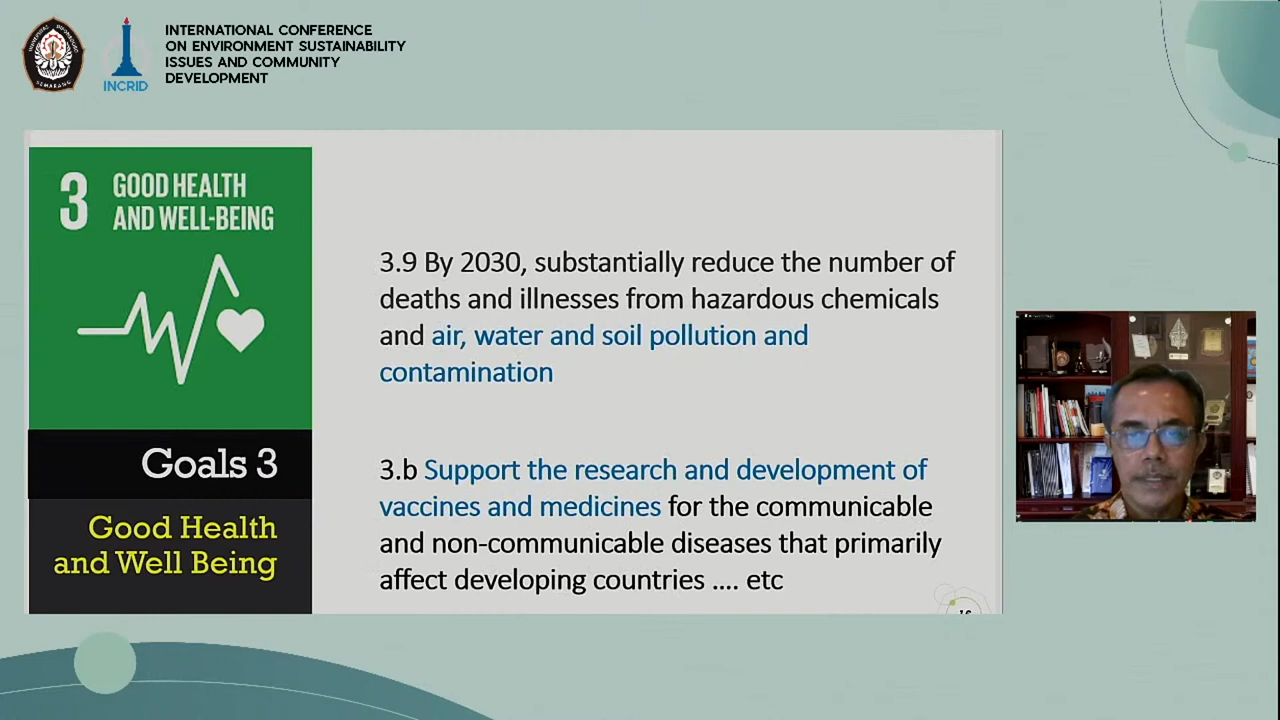 INTERNATIONAL CONFERENCE
ON ENVIRONMENT SUSTAINABILITY
ISSUES AND COMMUNITY
DEVELOPMENT
SEMARANG
INCRID
3 GOOD HEALTH
AND WELL-BEING
Goals 3
Good Health
and Well Being
3.9 By 2030, substantially reduce the number of
deaths and illnesses from hazardous chemicals
and air, water and soil pollution and
contamination
3.b Support the research and development of
vaccines and medicines for the communicable
and non-communicable diseases that primarily
affect developing countries .... etc